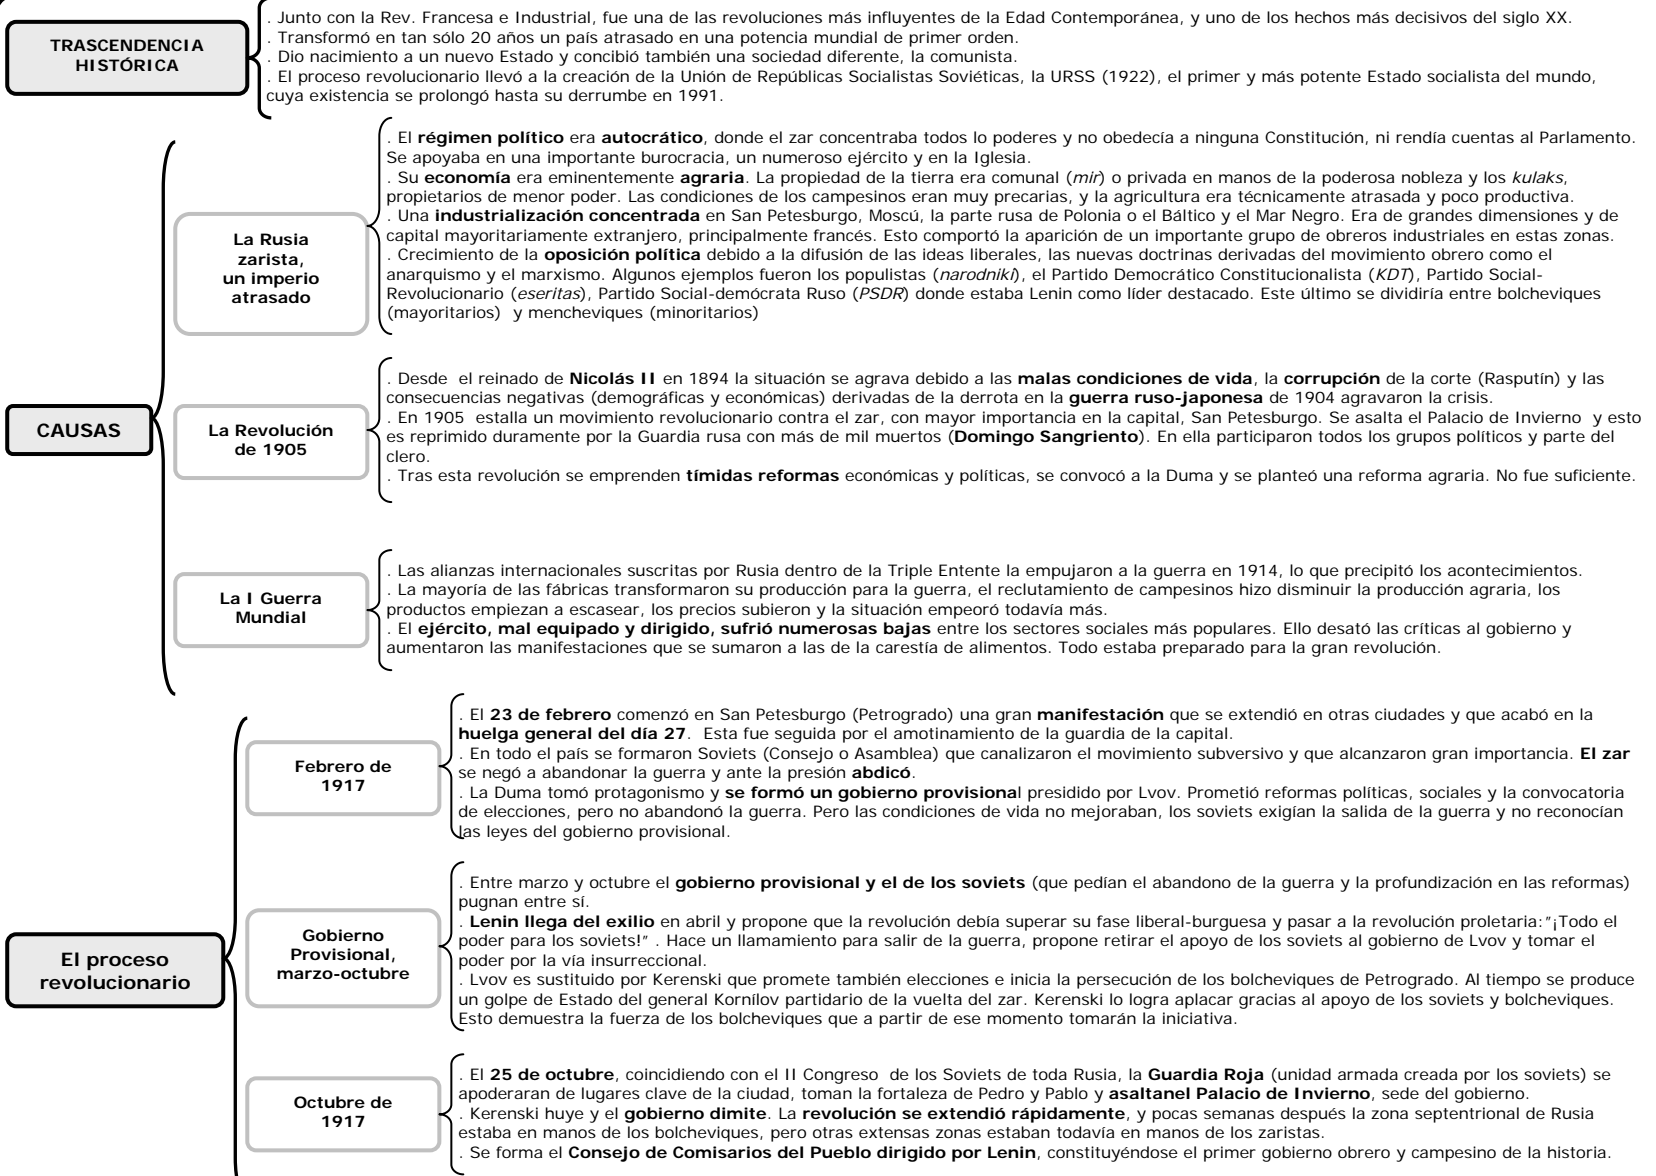 TRASCENDENCIA
HISTÓRICA
. Junto con la Rev. Francesa e Industrial, fue una de las revoluciones más influyentes de la Edad Contemporánea, y uno de los hechos más decisivos del siglo XX.
. Transformó en tan sólo 20 años un país atrasado en una potencia mundial de primer orden.
. Dio nacimiento a un nuevo Estado y concibió también una sociedad diferente, la comunista.
. El proceso revolucionario llevó a la creación de la Unión de Repúblicas Socialistas Soviéticas, la URSS (1922), el primer y más potente Estado socialista del mundo,
cuya existencia se prolongó hasta su derrumbe en 1991.
CAUSAS
La Rusia
zarista,
un imperio
atrasado
. El régimen político era autocrático, donde el zar concentraba todos lo poderes y no obedecía a ninguna Constitución, ni rendía cuentas al Parlamento.
Se apoyaba en una importante burocracia, un numeroso ejército y en la Iglesia.
. Su economía era eminentemente agraria. La propiedad de la tierra era comunal (mir) o privada en manos de la poderosa nobleza y los kulaks,
propietarios de menor poder. Las condiciones de los campesinos eran muy precarias, y la agricultura era técnicamente atrasada y poco productiva.
. Una industrialización concentrada en San Petesburgo, Moscú, la parte rusa de Polonia o el Báltico y el Mar Negro. Era de grandes dimensiones y de
capital mayoritariamente extranjero, principalmente francés. Esto comportó la aparición de un importante grupo de obreros industriales en estas zonas.
. Crecimiento de la oposición política debido a la difusión de las ideas liberales, las nuevas doctrinas derivadas del movimiento obrero como el
anarquismo y el marxismo. Algunos ejemplos fueron los populistas (narodniki), el Partido Democrático Constitucionalista (KDT), Partido Social-
Revolucionario (eseritas), Partido Social-demócrata Ruso (PSDR) donde estaba Lenin como líder destacado. Este último se dividiría entre bolcheviques
(mayoritarios) y mencheviques (minoritarios)
La Revolución
de 1905
. Desde el reinado de Nicolás II en 1894 la situación se agrava debido a las malas condiciones de vida, la corrupción de la corte (Rasputín) y las
consecuencias negativas (demográficas y económicas) derivadas de la derrota en la guerra ruso-japonesa de 1904 agravaron la crisis.
. En 1905 estalla un movimiento revolucionario contra el zar, con mayor importancia en la capital, San Petesburgo. Se asalta el Palacio de Invierno y esto
es reprimido duramente por la Guardia rusa con más de mil muertos (Domingo Sangriento). En ella participaron todos los grupos políticos y parte del
clero.
. Tras esta revolución se emprenden tímidas reformas económicas y políticas, se convocó a la Duma y se planteó una reforma agraria. No fue suficiente.
La I Guerra
Mundial
. Las alianzas internacionales suscritas por Rusia dentro de la Triple Entente la empujaron a la guerra en 1914, lo que precipitó los acontecimientos.
. La mayoría de las fábricas transformaron su producción para la guerra, el reclutamiento de campesinos hizo disminuir la producción agraria, los
productos empiezan a escasear, los precios subieron y la situación empeoró todavía más.
. El ejército, mal equipado y dirigido, sufrió numerosas bajas entre los sectores sociales más populares. Ello desató las críticas al gobierno y
aumentaron las manifestaciones que se sumaron a las de la carestía de alimentos. Todo estaba preparado para la gran revolución.
El proceso
revolucionario
Febrero de
1917
. El 23 de febrero comenzó en San Petesburgo (Petrogrado) una gran manifestación que se extendió en otras ciudades y que acabó en la
huelga general del día 27. Esta fue seguida por el amotinamiento de la guardia de la capital.
. En todo el país se formaron Soviets (Consejo o Asamblea) que canalizaron el movimiento subversivo y que alcanzaron gran importancia. El zar
se negó a abandonar la guerra y ante la presión abdicó.
. La Duma tomó protagonismo y se formó un gobierno provisional presidido por Lvov. Prometió reformas políticas, sociales y la convocatoria
de elecciones, pero no abandonó la guerra. Pero las condiciones de vida no mejoraban, los soviets exigían la salida de la guerra y no reconocían
las leyes del gobierno provisional.
Gobierno
Provisional,
marzo-octubre
. Entre marzo y octubre el gobierno provisional y el de los soviets (que pedían el abandono de la guerra y la profundización en las reformas)
pugnan entre sí.
. Lenin llega del exilio en abril y propone que la revolución debía superar su fase liberal-burguesa y pasar a la revolución proletaria:"¡Todo el
poder para los soviets!" . Hace un llamamiento para salir de la guerra, propone retirar el apoyo de los soviets al gobierno de Lvov y tomar el
poder por la vía insurreccional.
. Lvov es sustituido por Kerenski que promete también elecciones e inicia la persecución de los bolcheviques de Petrogrado. Al tiempo se produce
un golpe de Estado del general Kornílov partidario de la vuelta del zar. Kerenski lo logra aplacar gracias al apoyo de los soviets y bolcheviques.
Esto demuestra la fuerza de los bolcheviques que a partir de ese momento tomarán la iniciativa.
Octubre de
1917
. El 25 de octubre, coincidiendo con el II Congreso de los Soviets de toda Rusia, la Guardia Roja (unidad armada creada por los soviets) se
apoderaran de lugares clave de la ciudad, toman la fortaleza de Pedro y Pablo y asaltanel Palacio de Invierno, sede del gobierno.
. Kerenski huye y el gobierno dimite. La revolución se extendió rápidamente, y pocas semanas después la zona septentrional de Rusia
estaba en manos de los bolcheviques, pero otras extensas zonas estaban todavía en manos de los zaristas.
. Se forma el Consejo de Comisarios del Pueblo dirigido por Lenin, constituyéndose el primer gobierno obrero y campesino de la historia.